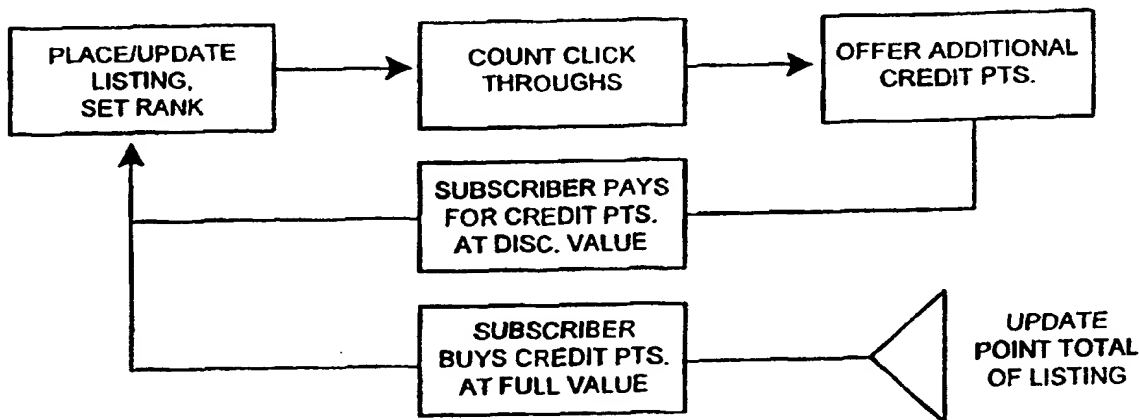 PLACE/UPDATE
LISTING,
SET RANK
COUNT CLICK
THROUGHS
OFFER ADDITIONAL
CREDIT PTS.
SUBSCRIBER PAYS
FOR CREDIT PTS.
AT DISC. VALUE
SUBSCRIBER
BUYS CREDIT PTS.
AT FULL VALUE
UPDATE
POINT TOTAL
OF LISTING